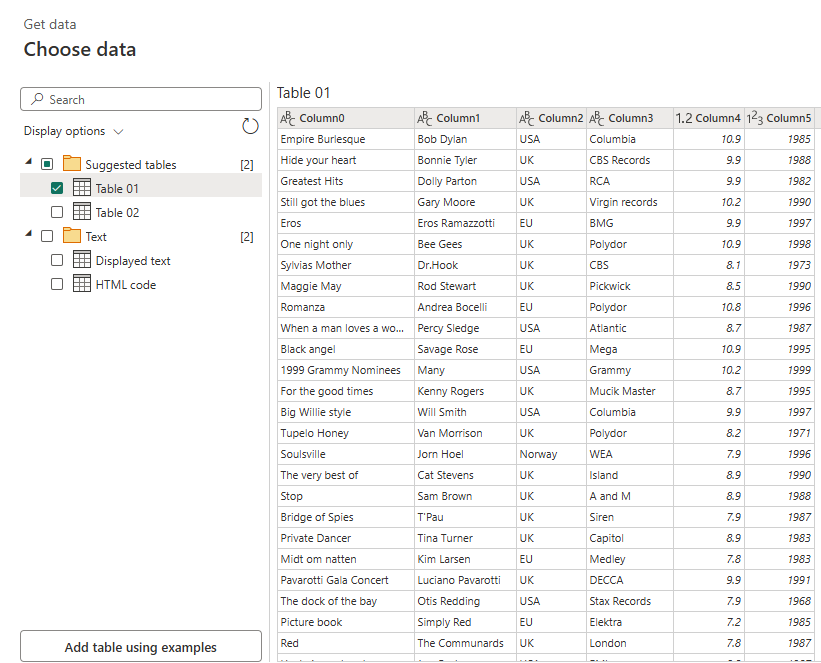 Get data
Choose data
Search
Display options
Suggested tables [2]
Table 01
Table 02
Text [2]
Displayed text
HTML code
Add table using examples
Table 01
ABC Column0 ABC Column1 ABC Column2 ABC Column3 1.2 Column4 123 Column5
Empire Burlesque Bob Dylan USA Columbia 10.9 1985
Hide your heart Bonnie Tyler UK CBS Records 9.9 1988
Greatest Hits Dolly Parton USA RCA 9.9 1982
Still got the blues Gary Moore UK Virgin records 10.2 1990
Eros Eros Ramazzotti EU BMG 9.9 1997
One night only Bee Gees UK Polydor 10.9 1998
Sylvias Mother Dr.Hook UK CBS 8.1 1973
Maggie May Rod Stewart UK Pickwick 8.5 1990
Romanza Andrea Bocelli EU Polydor 10.8 1996
When a man loves a wo... Percy Sledge USA Atlantic 8.7 1987
Black angel Savage Rose EU Mega 10.9 1995
1999 Grammy Nominees Many USA Grammy 10.2 1999
For the good times Kenny Rogers UK Mucik Master 8.7 1995
Big Willie style Will Smith USA Columbia 9.9 1997
Tupelo Honey Van Morrison UK Polydor 8.2 1971
Soulsville Jorn Hoel Norway WEA 7.9 1996
The very best of Cat Stevens UK Island 8.9 1990
Stop Sam Brown UK A and M 8.9 1988
Bridge of Spies T'Pau UK Siren 7.9 1987
Private Dancer Tina Turner UK Capitol 8.9 1983
Midt om natten Kim Larsen EU Medley 7.8 1983
Pavarotti Gala Concert Luciano Pavarotti UK DECCA 9.9 1991
The dock of the bay Otis Redding USA Stax Records 7.9 1968
Picture book Simply Red EU Elektra 7.2 1985
Red The Communards UK London 7.8 1987